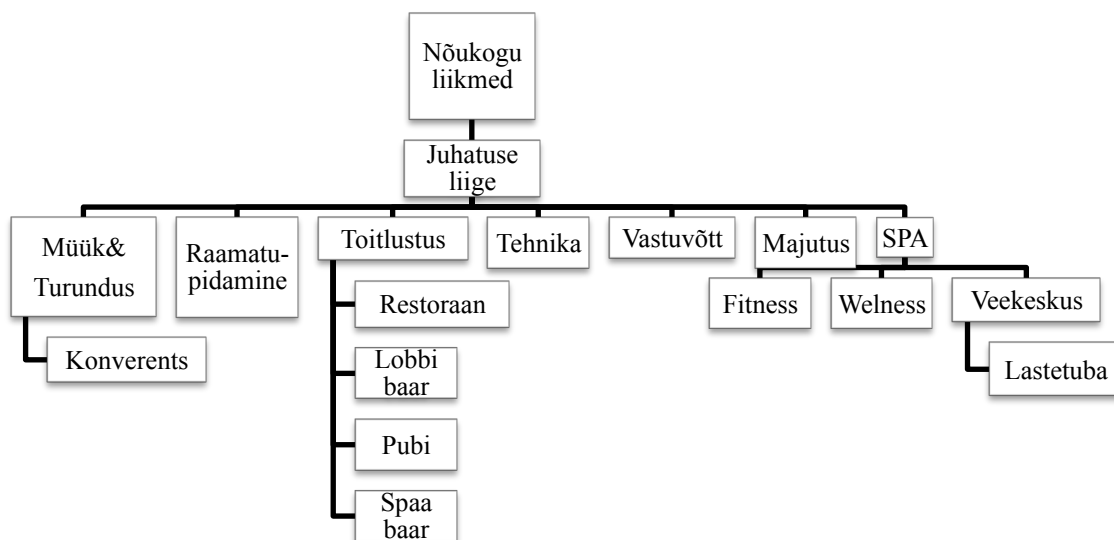 Nõukogu
liikmed
Juhatuse
liige
Müük&
Turundus
Raamatu-
pidamine
Toitlustus
Tehnika
Vastuvõtt
Majutus
SPA
Konverents
Restoraan
Lobbi
baar
Pubi
Spaa
baar
Fitness
Welness
Veekeskus
Lastetuba